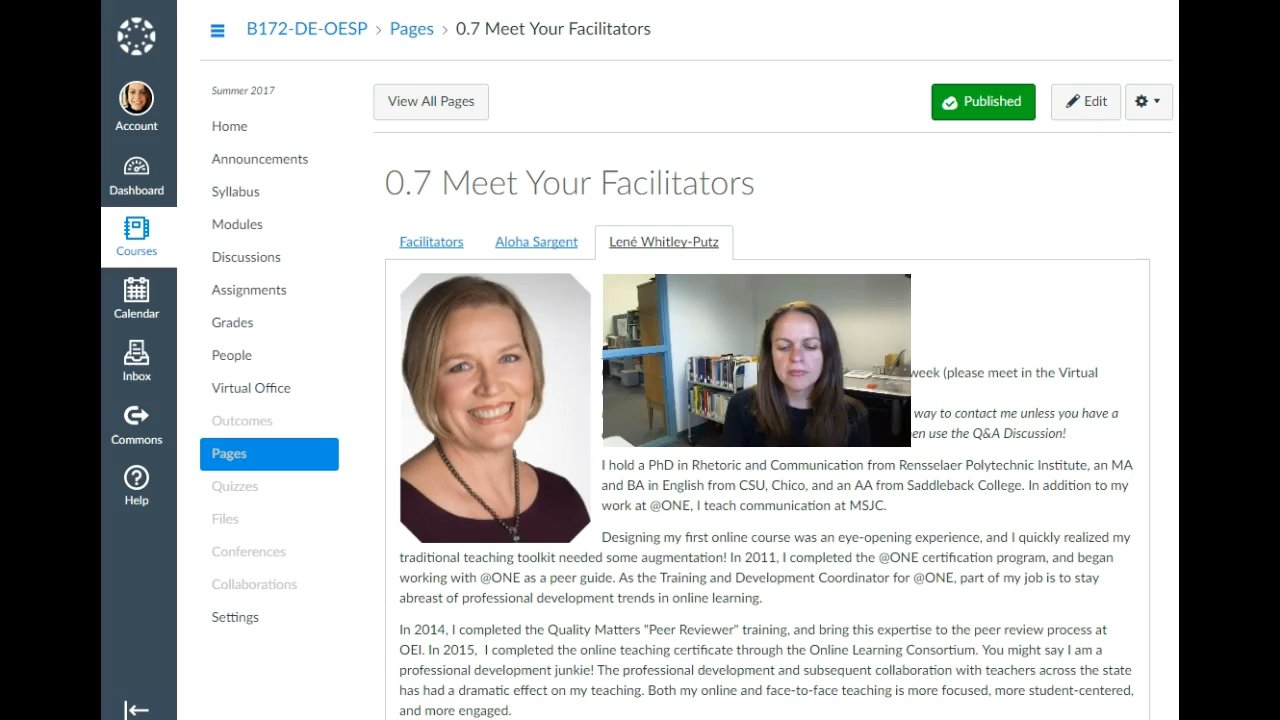 B172-DE-OESP > Pages > 0.7 Meet Your Facilitators
Account
Dashboard
Courses
Calendar
Inbox
Commons
Help
Summer 2017
Home
Announcements
Syllabus
Modules
Discussions
Assignments
Grades
People
Virtual Office
Outcomes
Pages
Quizzes
Files
Conferences
Collaborations
Settings
View All Pages
Published
Edit
0.7 Meet Your Facilitators
Facilitators
Aloha Sargent
Lené Whitley-Putz
week (please meet in the Virtual
way to contact me unless you have a
use the Q&A Discussion!
I hold a PhD in Rhetoric and Communication from Rensselaer Polytechnic Institute, an MA
and BA in English from CSU, Chico, and an AA from Saddleback College. In addition to my
work at @ONE, I teach communication at MSJC.
Designing my first online course was an eye-opening experience, and I quickly realized my
traditional teaching toolkit needed some augmentation! In 2011, I completed the @ONE certification program, and began
working with @ONE as a peer guide. As the Training and Development Coordinator for @ONE, part of my job is to stay
abreast of professional development trends in online learning.
In 2014, I completed the Quality Matters "Peer Reviewer" training, and bring this expertise to the peer review process at
OEI. In 2015, I completed the online teaching certificate through the Online Learning Consortium. You might say I am a
professional development junkie! The professional development and subsequent collaboration with teachers across the state
has had a dramatic effect on my teaching. Both my online and face-to-face teaching is more focused, more student-centered,
and more engaged.